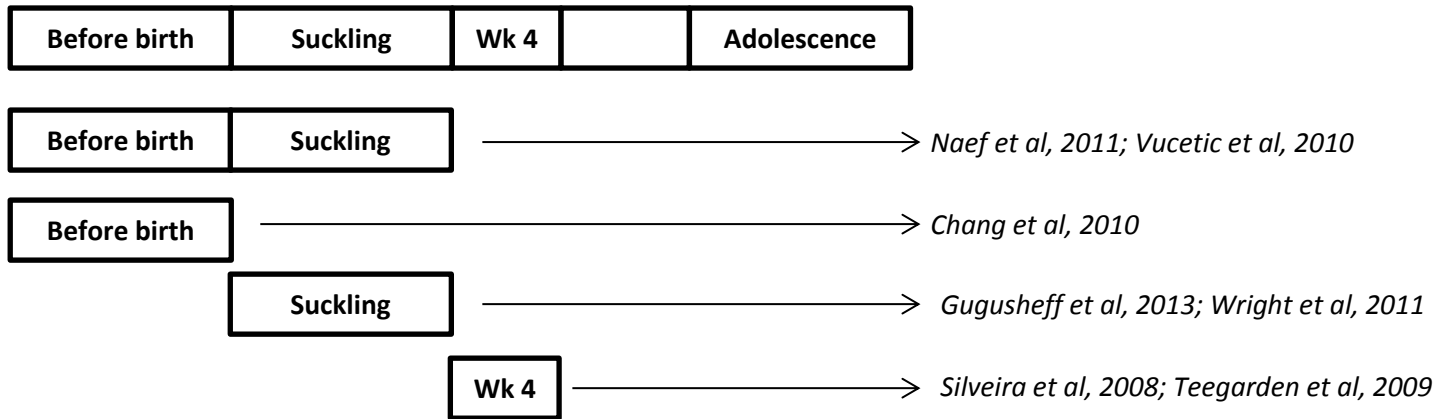 Before birth Suckling Wk 4 Adolescence
Before birth Suckling Naef et al, 2011; Vucetic et al, 2010
Before birth Chang et al, 2010
Suckling Gugusheff et al, 2013; Wright et al, 2011
Wk 4 Silveira et al, 2008; Teegarden et al, 2009